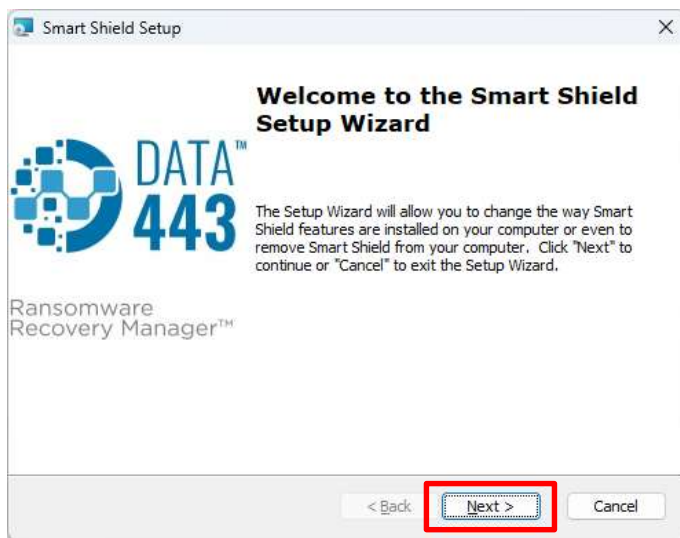 Smart Shield Setup
Welcome to the Smart Shield
Setup Wizard
DATA™
443
The Setup Wizard will allow you to change the way Smart
Shield features are installed on your computer or even to
remove Smart Shield from your computer. Click "Next" to
continue or "Cancel" to exit the Setup Wizard.
Ransomware
Recovery Manager™
< Back
Next >
Cancel